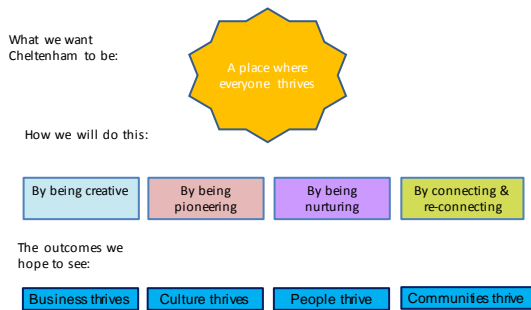 What we want
Cheltenham to be:
A place where
everyone thrives
How we will do this:
By being creative
By being
pioneering
By being
nurturing
By connecting &
re-connecting
The outcomes we
hope to see:
Business thrives
Culture thrives
People thrive
Communities thrive